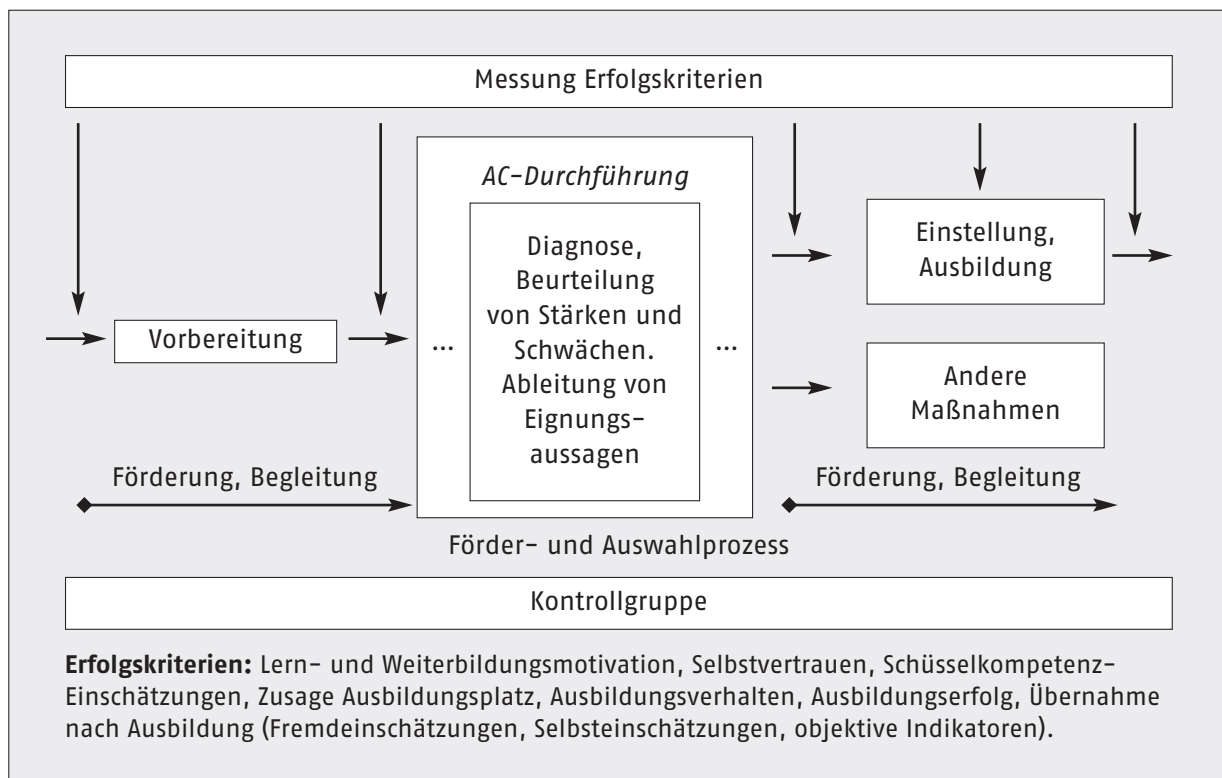 Messung Erfolgskriterien
AC-Durchführung
Diagnose,
Beurteilung
von Stärken und
Schwächen.
Ableitung von
Eignungs-
aussagen
...
...
Vorbereitung
Einstellung,
Ausbildung
Andere
Maßnahmen
Förderung, Begleitung
Förderung, Begleitung
Förder- und Auswahlprozess
Kontrollgruppe
Erfolgskriterien: Lern- und Weiterbildungsmotivation, Selbstvertrauen, Schüsselkompetenz-
Einschätzungen, Zusage Ausbildungsplatz, Ausbildungsverhalten, Ausbildungserfolg, Übernahme
nach Ausbildung (Fremdeinschätzungen, Selbsteinschätzungen, objektive Indikatoren).